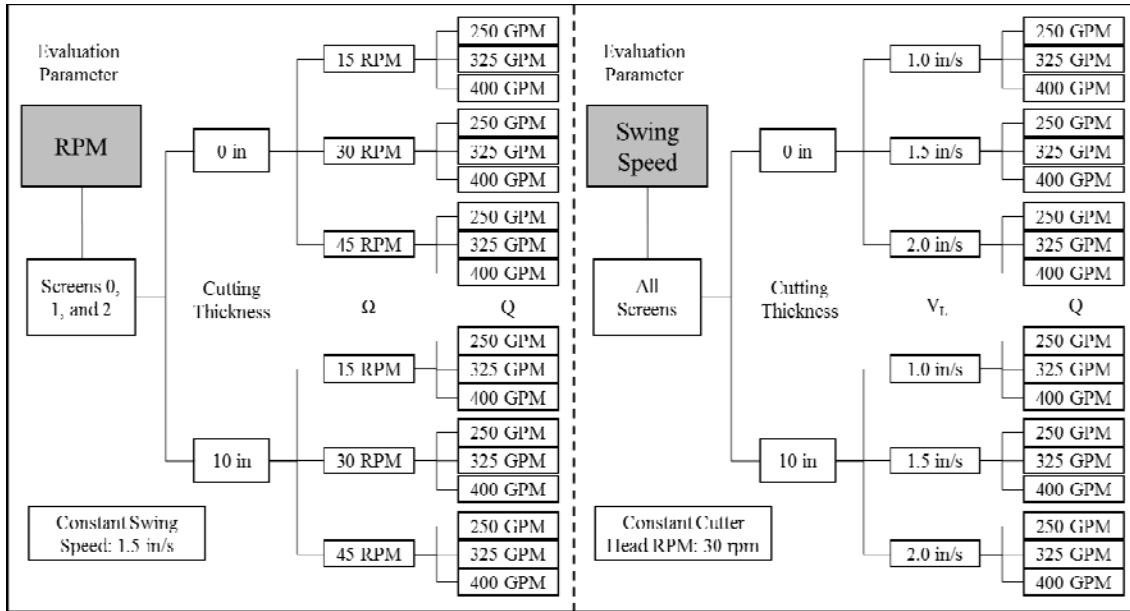 Evaluation
Parameter
RPM
Screens 0,
1, and 2
0 in
Cutting
Thickness
10 in
15 RPM
30 RPM
45 RPM
Ω
15 RPM
30 RPM
45 RPM
250 GPM
325 GPM
400 GPM
250 GPM
325 GPM
400 GPM
250 GPM
325 GPM
400 GPM
Q
250 GPM
325 GPM
400 GPM
250 GPM
325 GPM
400 GPM
250 GPM
325 GPM
400 GPM
Constant Swing
Speed: 1.5 in/s
Evaluation
Parameter
Swing
Speed
All
Screens
0 in
Cutting
Thickness
10 in
1.0 in/s
1.5 in/s
2.0 in/s
V_L
1.0 in/s
1.5 in/s
2.0 in/s
250 GPM
325 GPM
400 GPM
250 GPM
325 GPM
400 GPM
250 GPM
325 GPM
400 GPM
Q
250 GPM
325 GPM
400 GPM
250 GPM
325 GPM
400 GPM
250 GPM
325 GPM
400 GPM
Constant Cutter
Head RPM: 30 rpm